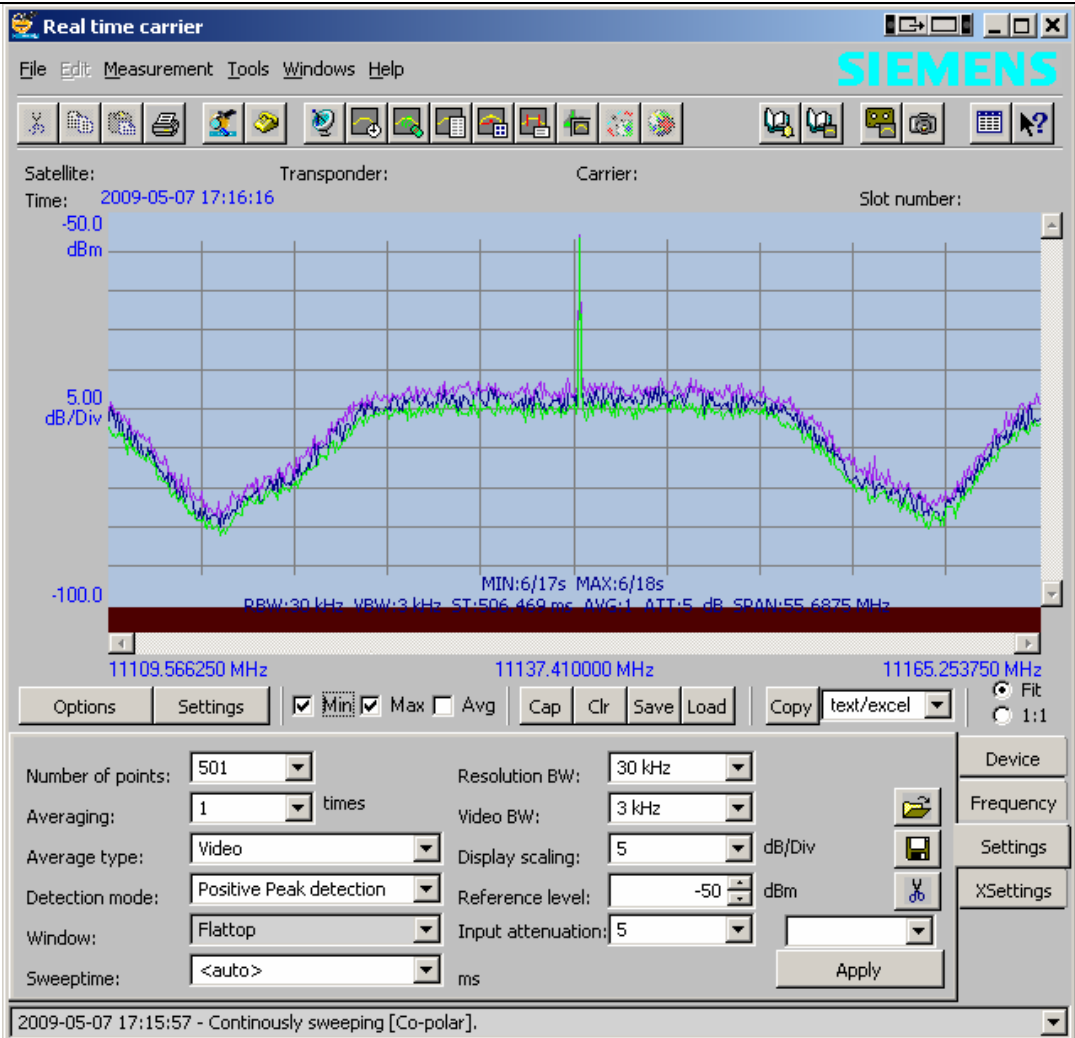 Real time carrier
File Edit Measurement Tools Windows Help
SIEMENS
Satellite: Transponder: Carrier:
Time: 2009-05-07 17:16:16 Slot number:
-50.0
dBm
5.00
dB/Div
-100.0
MIN:6/17s MAX:6/18s
RBW:30 kHz VBW:3 kHz ST:506.469 ms AVG:1 ATT:5 dB SPAN:55.6875 MHz
11109.566250 MHz 11137.410000 MHz 11165.253750 MHz
Options Settings Min Max Avg Cap Clr Save Load Copy text/excel Fit
1:1
Number of points: 501 Resolution BW: 30 kHz Device
Averaging: 1 times Video BW: 3 kHz Frequency
Average type: Video Display scaling: 5 dB/Div Settings
Detection mode: Positive Peak detection Reference level: -50 dBm XSettings
Window: Flattop Input attenuation: 5
Sweeptime: <auto> ms Apply
2009-05-07 17:15:57 - Continously sweeping [Co-polar].